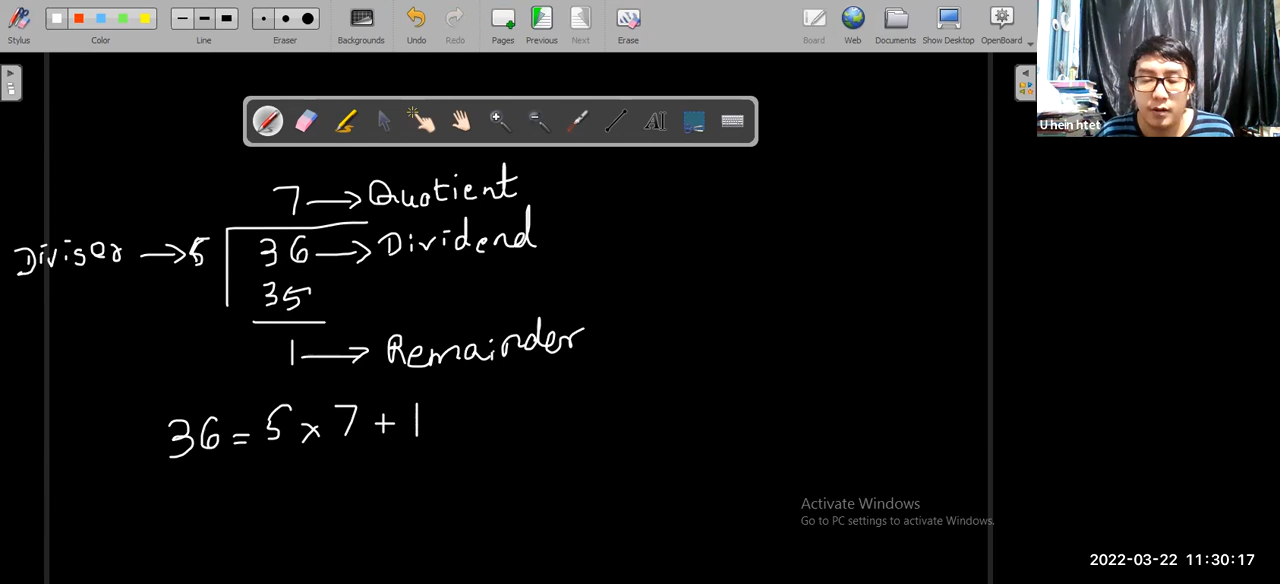 Stylus Color Line Eraser Backgrounds Undo Redo Pages Previous Next Erase Board Web Documents Show Desktop OpenBoard
U hein htet
AI
7 → Quotient
Diviser → 5 36 → Dividend
35
1 → Remainder
36 = 5 × 7 + 1
Activate Windows
Go to PC settings to activate Windows.
2022-03-22 11:30:17